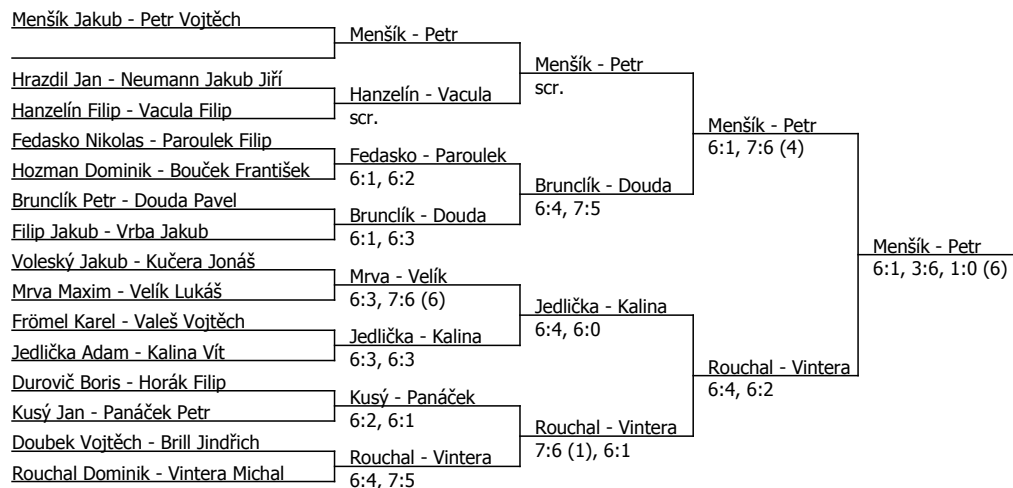 Menšík Jakub - Petr Vojtěch
Hrazdil Jan - Neumann Jakub Jiří
Hanzelín Filip - Vacula Filip
Fedasko Nikolas - Paroulek Filip
Hozman Dominik - Bouček František
Brunclík Petr - Douda Pavel
Filip Jakub - Vrba Jakub
Voleský Jakub - Kučera Jonáš
Mrva Maxim - Velík Lukáš
Frömel Karel - Valeš Vojtěch
Jedlička Adam - Kalina Vít
Durovič Boris - Horák Filip
Kusý Jan - Panáček Petr
Doubek Vojtěch - Brill Jindřich
Rouchal Dominik - Vintera Michal
Menšík - Petr
Hanzelín - Vacula
scr.
Fedasko - Paroulek
6:1, 6:2
Brunclík - Douda
6:1, 6:3
Mrva - Velík
6:3, 7:6 (6)
Jedlička - Kalina
6:3, 6:3
Kusý - Panáček
6:2, 6:1
Rouchal - Vintera
6:4, 7:5
Menšík - Petr
scr.
Brunclík - Douda
6:4, 7:5
Jedlička - Kalina
6:4, 6:0
Rouchal - Vintera
7:6 (1), 6:1
Menšík - Petr
6:1, 7:6 (4)
Rouchal - Vintera
6:4, 6:2
Menšík - Petr
6:1, 3:6, 1:0 (6)